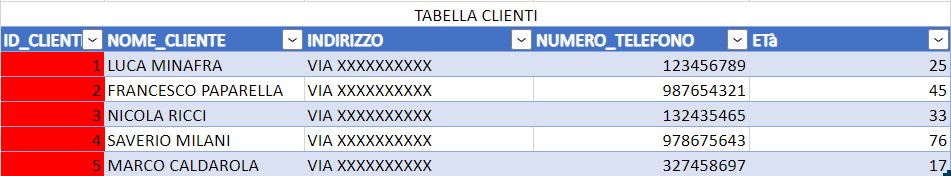 TABELLA CLIENTI
ID_CLIENT NOME_CLIENTE INDIRIZZO NUMERO_TELEFONO ETà
1 LUCA MINAFRA VIA XXXXXXXXXX 123456789 25
2 FRANCESCO PAPARELLA VIA XXXXXXXXXX 987654321 45
3 NICOLA RICCI VIA XXXXXXXXXX 132435465 33
4 SAVERIO MILANI VIA XXXXXXXXXX 978675643 76
5 MARCO CALDAROLA VIA XXXXXXXXXX 327458697 17